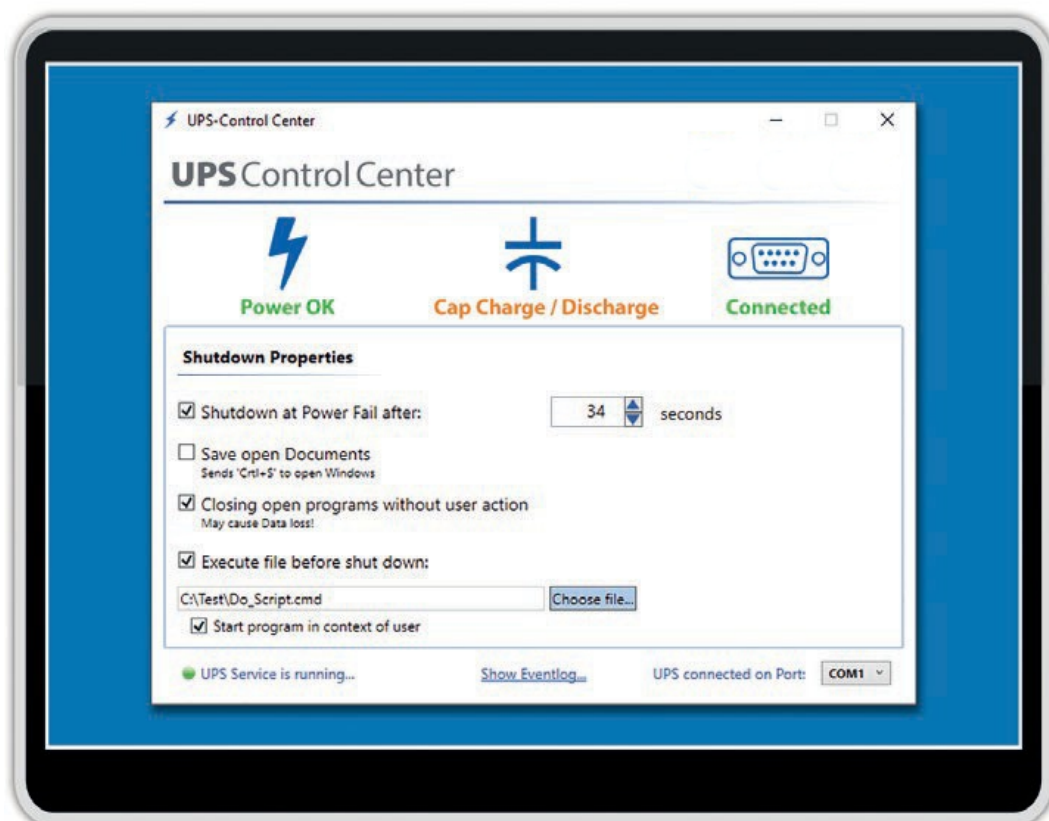 UPS-Control Center
UPS Control Center
Power OK
Cap Charge / Discharge
Connected
Shutdown Properties
Shutdown at Power Fail after: 34 seconds
Save open Documents
Sends 'Crtl+S' to open Windows
Closing open programs without user action
May cause Data loss!
Execute file before shut down:
C:\Test\Do_Script.cmd Choose file...
Start program in context of user
UPS Service is running... Show Eventlog... UPS connected on Port: COM1